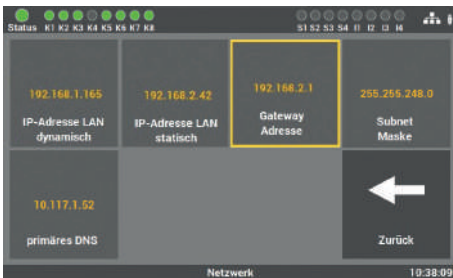 Status K1 K2 K3 K4 K5 K6 K7 K8 S1 S2 S3 S4 I1 I2 I3 I4
192.168.1.165
IP-Adresse LAN
dynamisch
192.168.2.42
IP-Adresse LAN
statisch
192.168.2.1
Gateway
Adresse
255.255.248.0
Subnet
Maske
10.117.1.52
primäres DNS
Zurück
Netzwerk 10:38:09